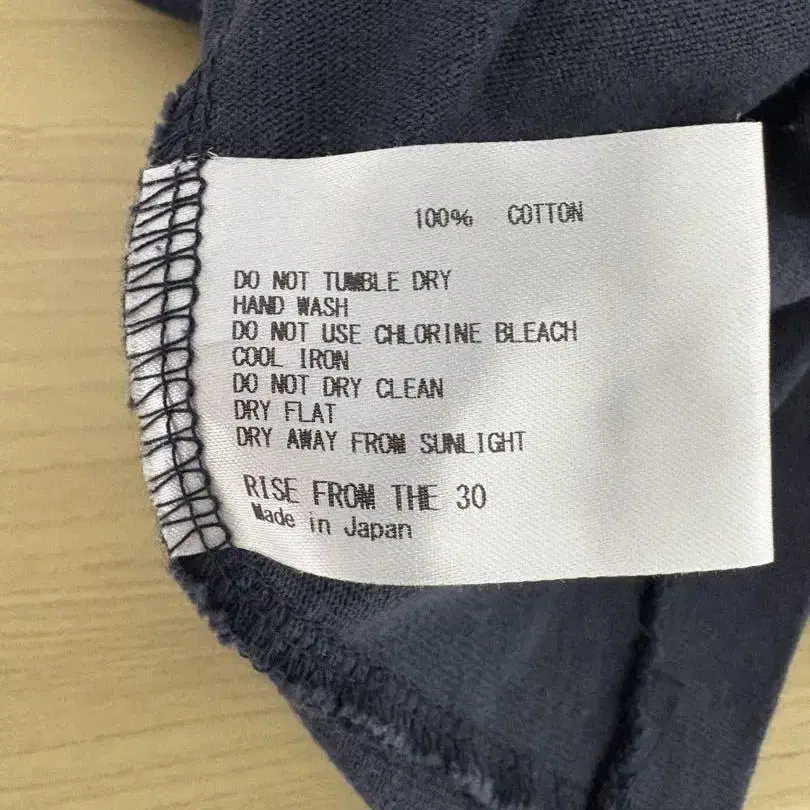 100% COTTON
DO NOT TUMBLE DRY
HAND WASH
DO NOT USE CHLORINE BLEACH
COOL IRON
DO NOT DRY CLEAN
DRY FLAT
DRY AWAY FROM SUNLIGHT
RISE FROM THE 30
Made in Japan